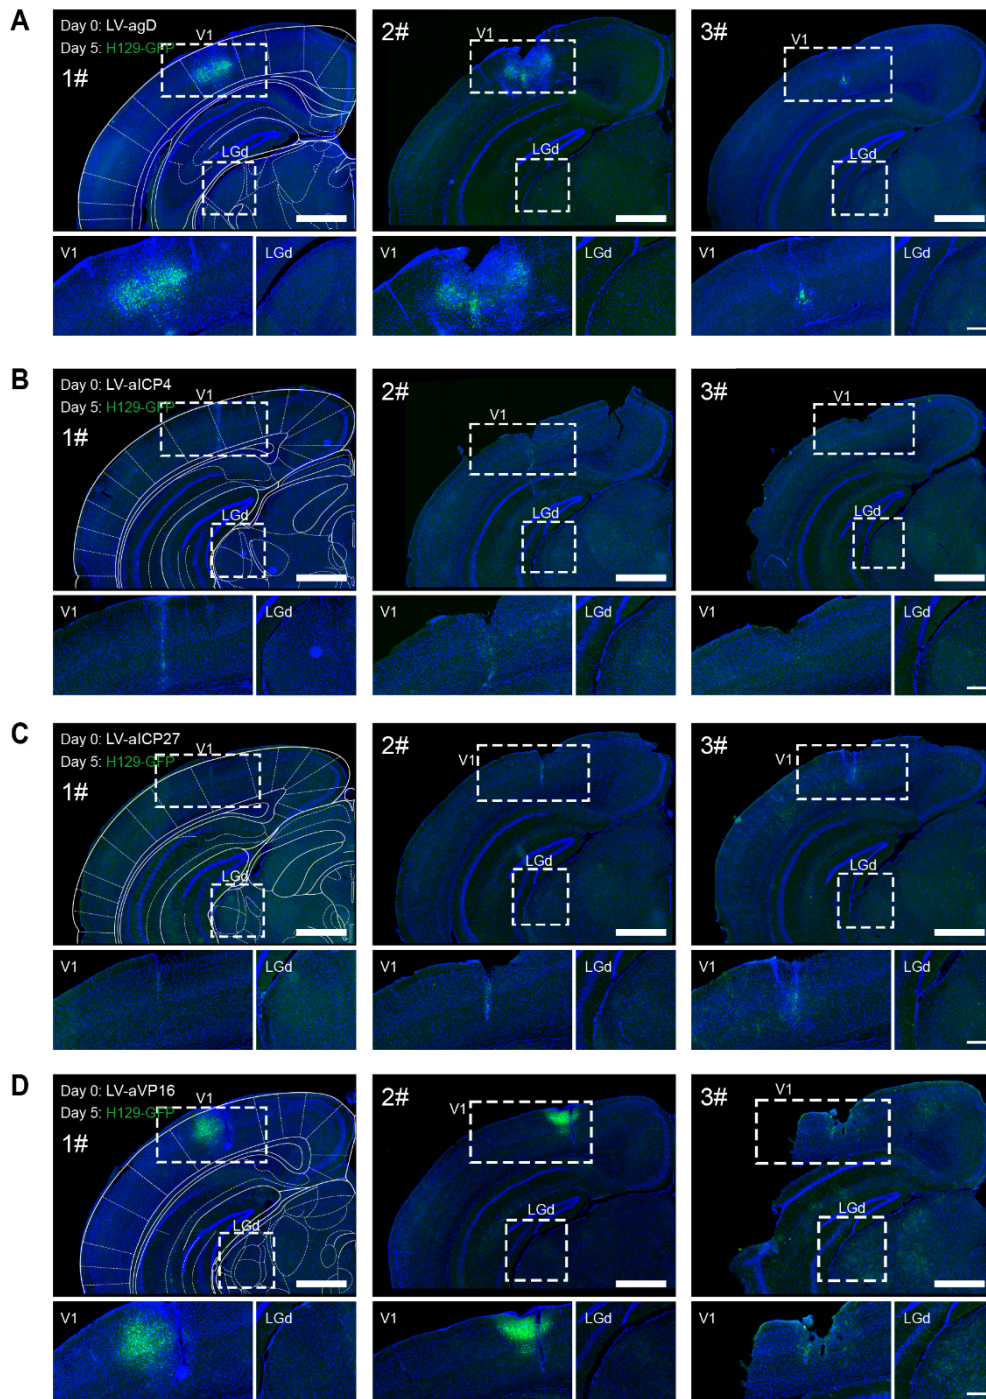 A
Day 0: LV-agD
Day 5: H129-GFP
1#
V1
LGd
2#
V1
LGd
3#
V1
LGd
V1
LGd
V1
LGd
V1
LGd
B
Day 0: LV-aICP4
Day 5: H129-GFP
1#
V1
LGd
2#
V1
LGd
3#
V1
LGd
V1
LGd
V1
LGd
V1
LGd
C
Day 0: LV-aICP27
Day 5: H129-GFP
1#
V1
LGd
2#
V1
LGd
3#
V1
LGd
V1
LGd
V1
LGd
V1
LGd
D
Day 0: LV-aVP16
Day 5: H129-GFP
1#
V1
LGd
2#
V1
LGd
3#
V1
LGd
V1
LGd
V1
LGd
V1
LGd